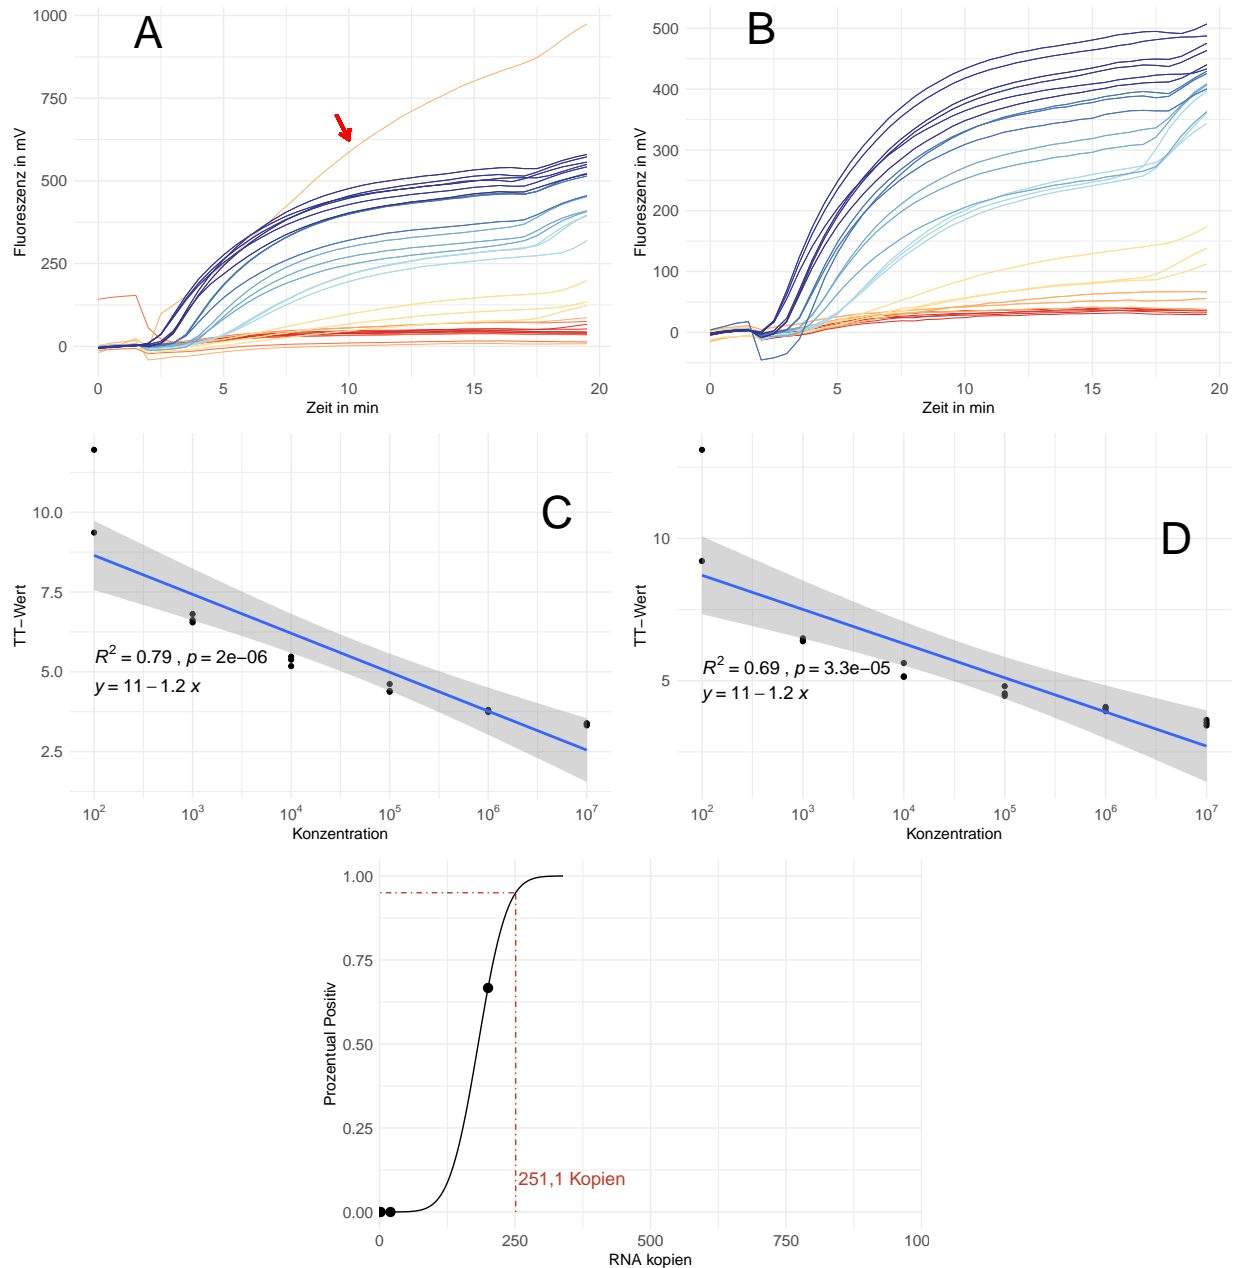 A
1000
750
500
250
0
Fluoreszenz in mV
0 5 10 15 20
Zeit in min
B
500
400
300
200
100
0
Fluoreszenz in mV
0 5 10 15 20
Zeit in min
C
10.0
7.5
5.0
2.5
TT−Wert
R² = 0.79 , p = 2e−06
y = 11 − 1.2 x
10² 10³ 10⁴ 10⁵ 10⁶ 10⁷
Konzentration
D
10
5
TT−Wert
R² = 0.69 , p = 3.3e−05
y = 11 − 1.2 x
10² 10³ 10⁴ 10⁵ 10⁶ 10⁷
Konzentration
1.00
0.75
0.50
0.25
0.00
Prozentual Positiv
251,1 Kopien
0 250 500 750 100
RNA kopien